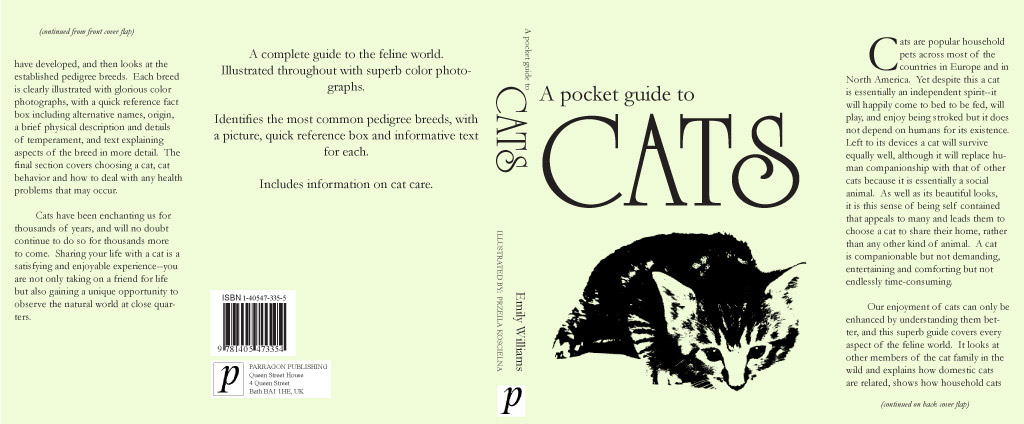 (continued from front cover flap)
have developed, and then looks at the
established pedigree breeds. Each breed
is clearly illustrated with glorious color
photographs, with a quick reference fact
box including alternative names, origin,
a brief physical description and details
of temperament, and text explaining
aspects of the breed in more detail. The
final section covers choosing a cat, cat
behavior and how to deal with any health
problems that may occur.
Cats have been enchanting us for
thousands of years, and will no doubt
continue to do so for thousands more
to come. Sharing your life with a cat is a
satisfying and enjoyable experience--you
are not only taking on a friend for life
but also gaining a unique opportunity to
observe the natural world at close quar-
ters.
A complete guide to the feline world.
Illustrated throughout with superb color photo-
graphs.
Identifies the most common pedigree breeds, with
a picture, quick reference box and informative text
for each.
Includes information on cat care.
ISBN 1-40547-335-5
9 781405 473354
p
PARRAGON PUBLISHING
Queen Street House
4 Queen Street
Bath BA1 1HE, UK
A pocket guide to
CATS
ILLUSTRATED BY: PRZEILA KOSCIELNA
Emily Williams
p
A pocket guide to
CATS
Cats are popular household
pets across most of the
countries in Europe and in
North America. Yet despite this a cat
is essentially an independent spirit--it
will happily come to bed to be fed, will
play, and enjoy being stroked but it does
not depend on humans for its existence.
Left to its devices a cat will survive
equally well, although it will replace hu-
man companionship with that of other
cats because it is essentially a social
animal. As well as its beautiful looks,
it is this sense of being self contained
that appeals to many and leads them to
choose a cat to share their home, rather
than any other kind of animal. A cat
is companionable but not demanding,
entertaining and comforting but not
endlessly time-consuming.
Our enjoyment of cats can only be
enhanced by understanding them bet-
ter, and this superb guide covers every
aspect of the feline world. It looks at
other members of the cat family in the
wild and explains how domestic cats
are related, shows how household cats
(continued on back cover flap)